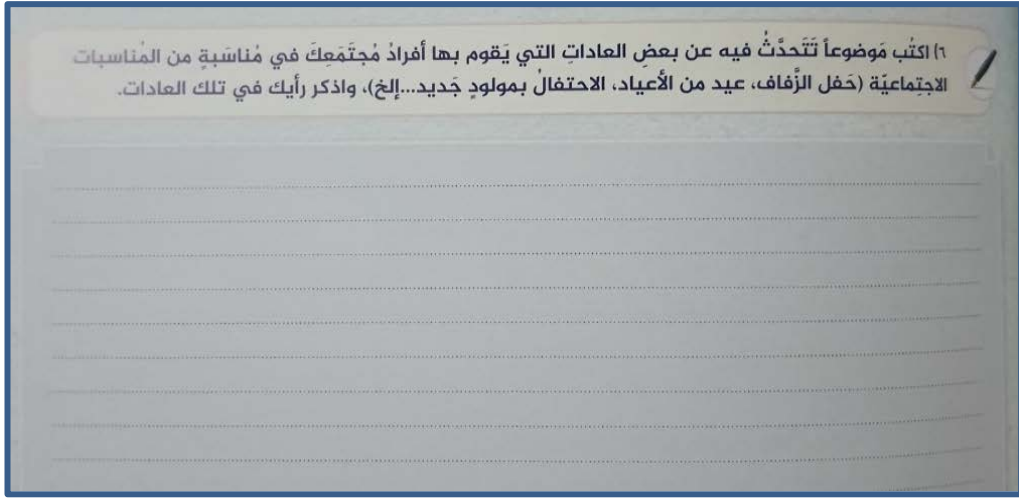 ٦) اكتُب مَوضوعاً تَتَحدَّثُ فيه عن بعضِ العاداتِ التي يَقوم بها أفرادُ مُجتَمَعِكَ في مُناسَبةٍ من المُناسبات
الاجتِماعيّة (حَفل الزَّفاف، عيد من الأعياد، الاحتفالُ بمولودٍ جَديد...إلخ)، واذكر رأيك في تلك العادات.